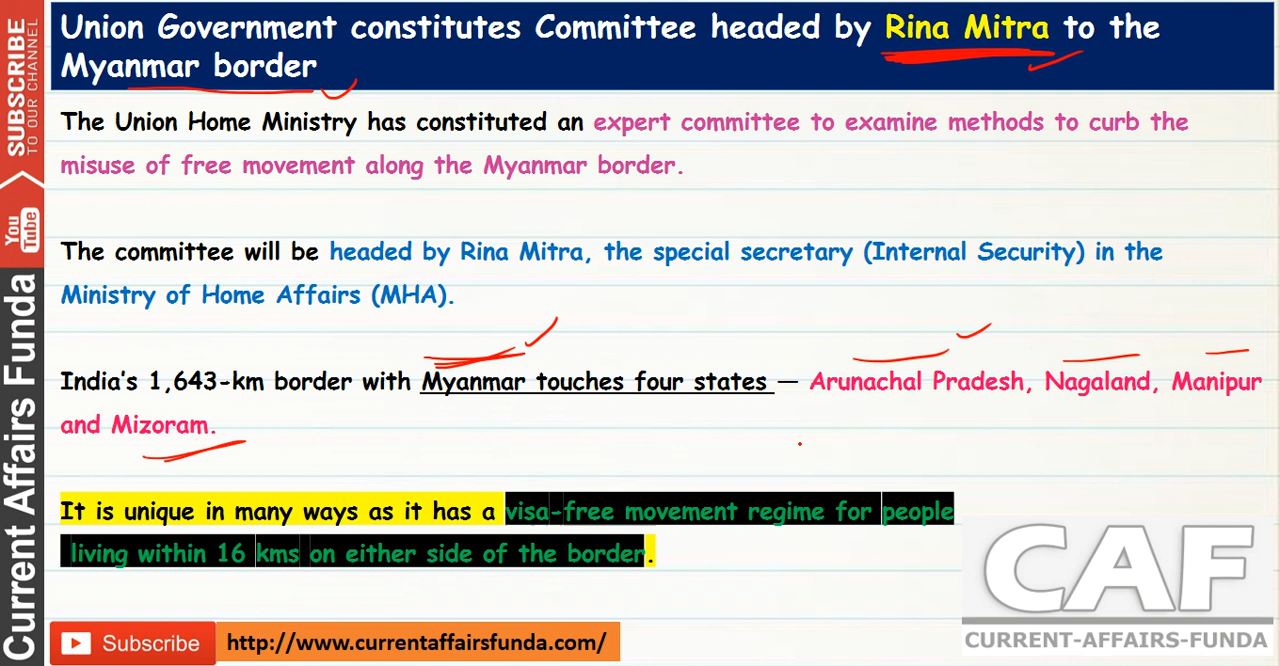 Union Government constitutes Committee headed by Rina Mitra to the
Myanmar border
The Union Home Ministry has constituted an expert committee to examine methods to curb the
misuse of free movement along the Myanmar border.
The committee will be headed by Rina Mitra, the special secretary (Internal Security) in the
Ministry of Home Affairs (MHA).
India's 1,643-km border with Myanmar touches four states — Arunachal Pradesh, Nagaland, Manipur
and Mizoram.
It is unique in many ways as it has a visa-free movement regime for people
living within 16 kms on either side of the border.
SUBSCRIBE
TO OUR CHANNEL
You
Tube
Current Affairs Funda
Subscribe
http://www.currentaffairsfunda.com/
CAF
CURRENT-AFFAIRS-FUNDA